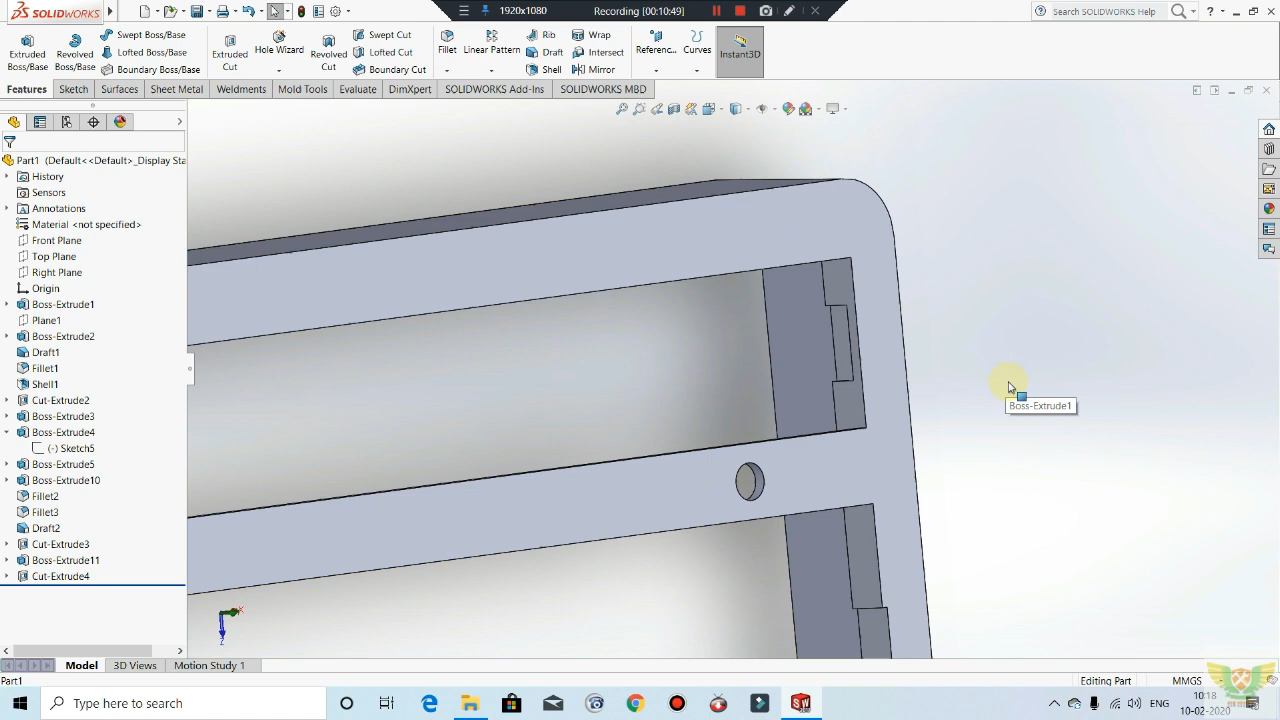 SOLIDWORKS
1920x1080
Recording [00:10:49]
Search SOLIDWORKS Help
Extruded Boss/Base
Revolved Boss/Base
Swept Boss/Base
Lofted Boss/Base
Boundary Boss/Base
Extruded Cut
Hole Wizard
Revolved Cut
Swept Cut
Lofted Cut
Boundary Cut
Fillet
Linear Pattern
Rib
Draft
Shell
Wrap
Intersect
Mirror
Referenc...
Curves
Instant3D
Features
Sketch
Surfaces
Sheet Metal
Weldments
Mold Tools
Evaluate
DimXpert
SOLIDWORKS Add-Ins
SOLIDWORKS MBD
Part1 (Default<<Default>_Display Sta
History
Sensors
Annotations
Material <not specified>
Front Plane
Top Plane
Right Plane
Origin
Boss-Extrude1
Plane1
Boss-Extrude2
Draft1
Fillet1
Shell1
Cut-Extrude2
Boss-Extrude3
Boss-Extrude4
(-) Sketch5
Boss-Extrude5
Boss-Extrude10
Fillet2
Fillet3
Draft2
Cut-Extrude3
Boss-Extrude11
Cut-Extrude4
Boss-Extrude1
X
Z
Model
3D Views
Motion Study 1
Part1
Editing Part
MMGS
Type here to search
ENG
10:18
10-02-2020